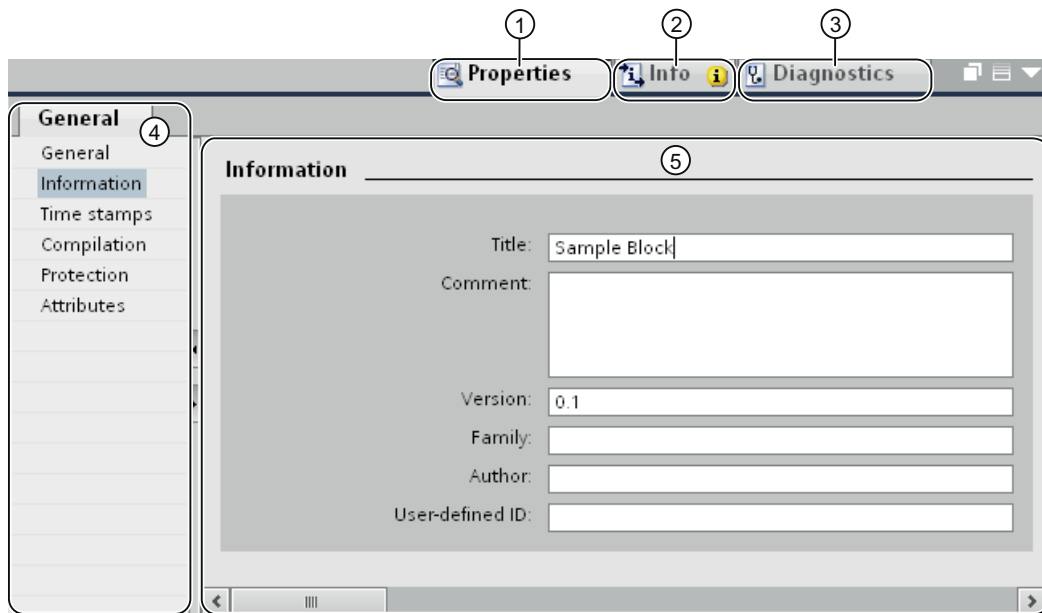 1 2 3
Properties Info Diagnostics
General
4
General
Information
Time stamps
Compilation
Protection
Attributes
Information
5
Title: Sample Block
Comment:
Version: 0.1
Family:
Author:
User-defined ID: